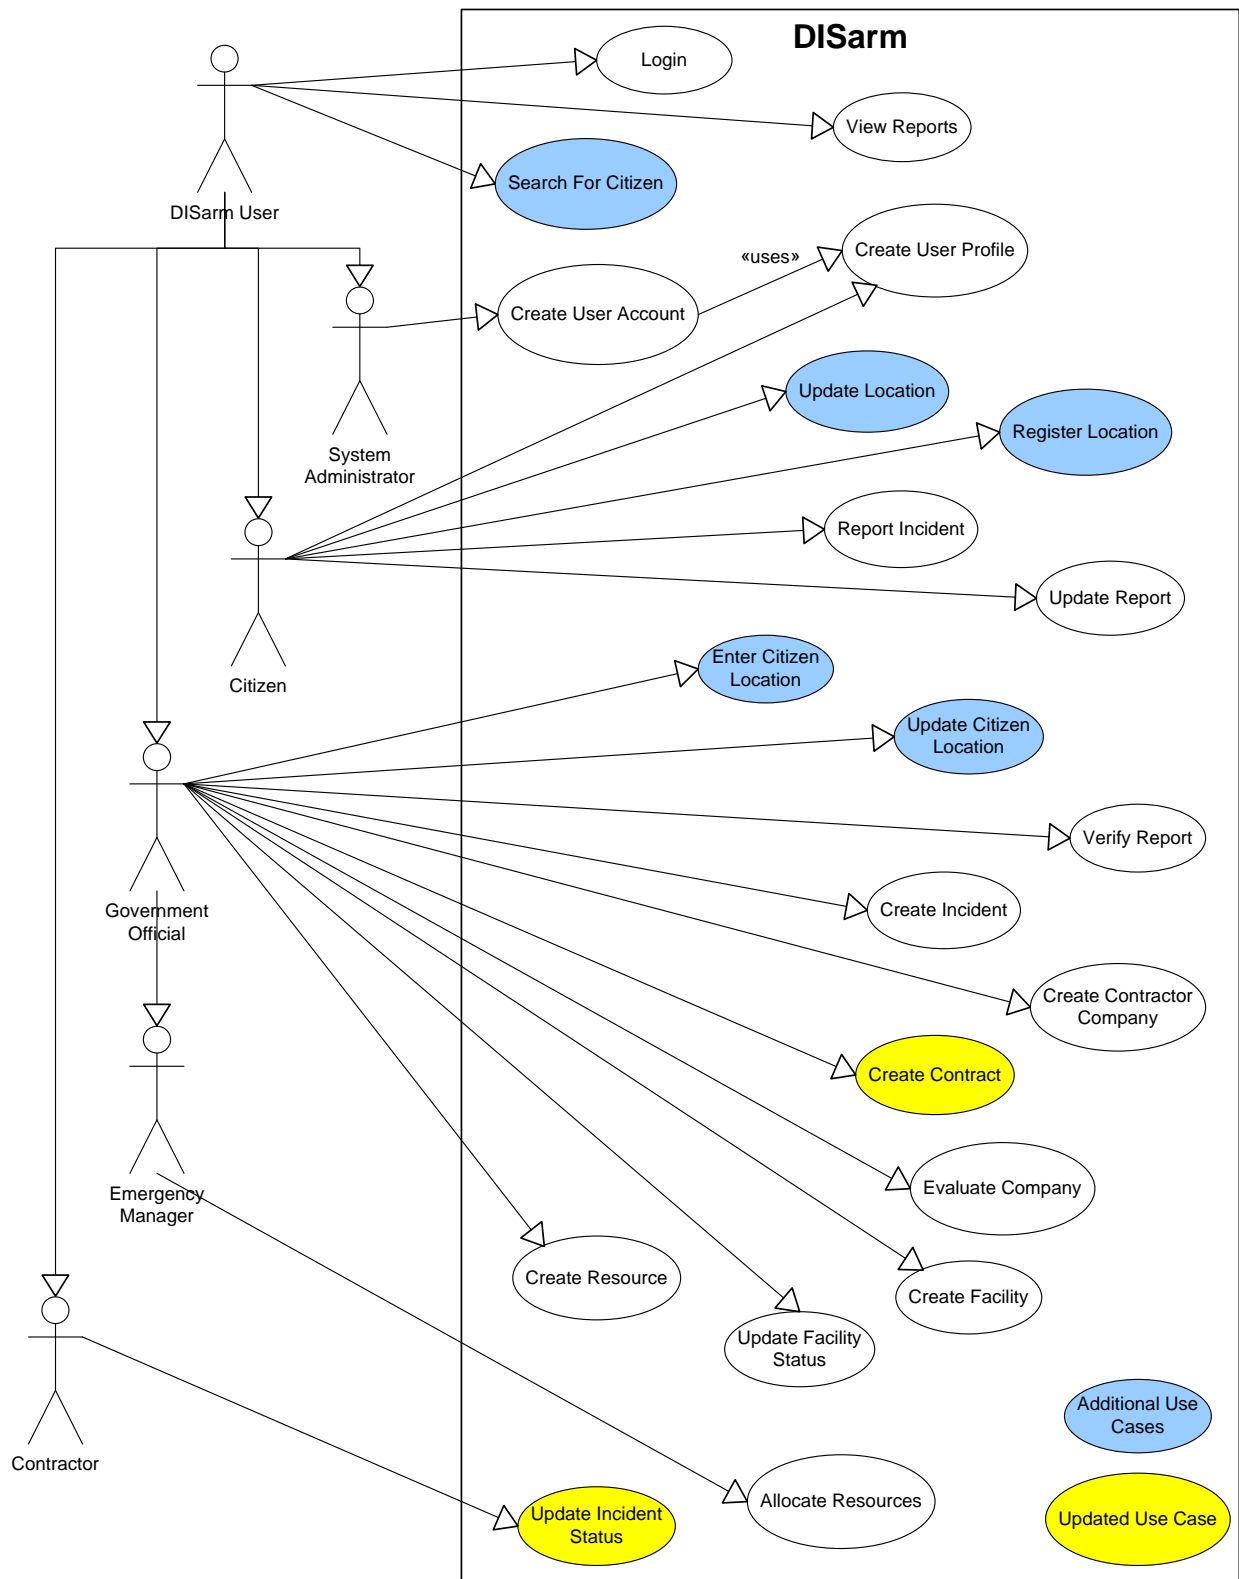 DISarm
Login
View Reports
Search For Citizen
DISarm User
«uses»
Create User Profile
Create User Account
Update Location
Register Location
System
Administrator
Report Incident
Update Report
Citizen
Enter Citizen
Location
Update Citizen
Location
Verify Report
Government
Official
Create Incident
Create Contractor
Company
Create Contract
Emergency
Manager
Evaluate Company
Create Resource
Create Facility
Update Facility
Status
Additional Use
Cases
Contractor
Allocate Resources
Update Incident
Status
Updated Use Case